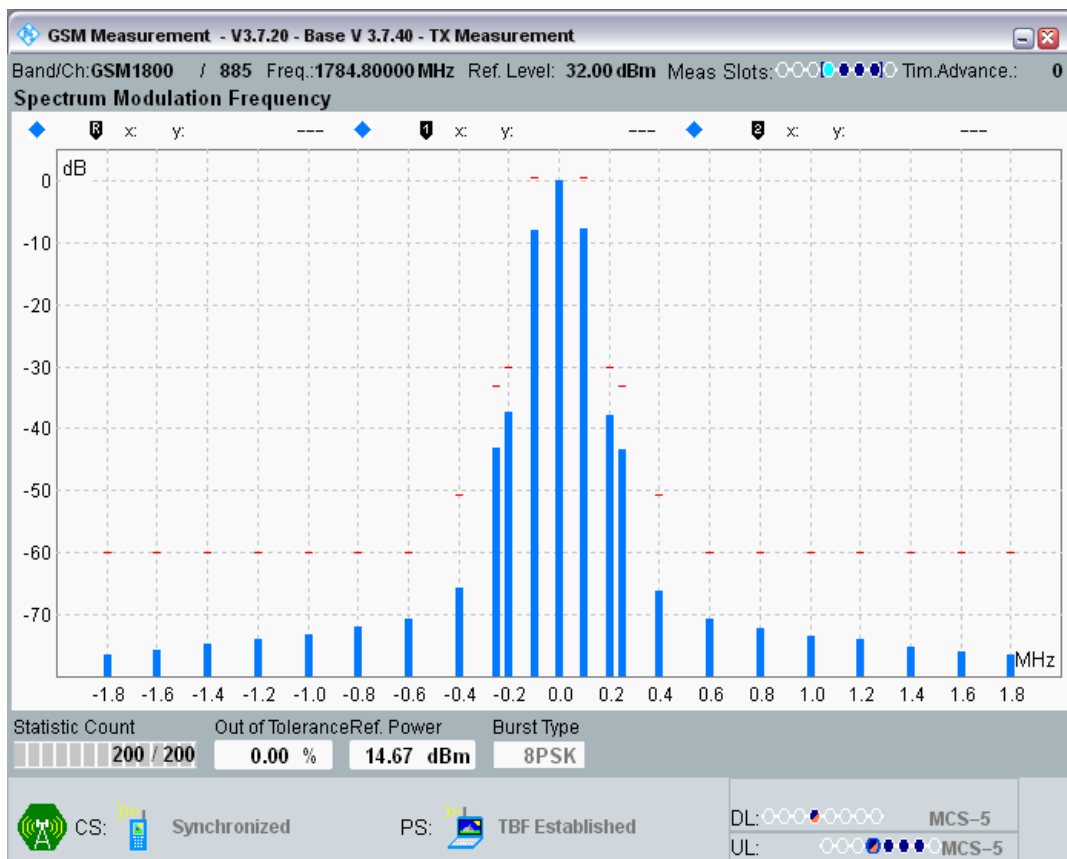 GSM Measurement - V3.7.20 - Base V 3.7.40 - TX Measurement
Band/Ch:GSM1800 / 885 Freq.:1784.80000 MHz Ref. Level: 32.00 dBm Meas Slots: Tim.Advance.: 0
Spectrum Modulation Frequency
R x: y: --- 1 x: y: --- 2 x: y: ---
dB
0
-10
-20
-30
-40
-50
-60
-70
MHz
-1.8 -1.6 -1.4 -1.2 -1.0 -0.8 -0.6 -0.4 -0.2 0.0 0.2 0.4 0.6 0.8 1.0 1.2 1.4 1.6 1.8
Statistic Count Out of Tolerance Ref. Power Burst Type
200 / 200 0.00 % 14.67 dBm 8PSK
CS: Synchronized PS: TBF Established
DL: MCS-5
UL: MCS-5